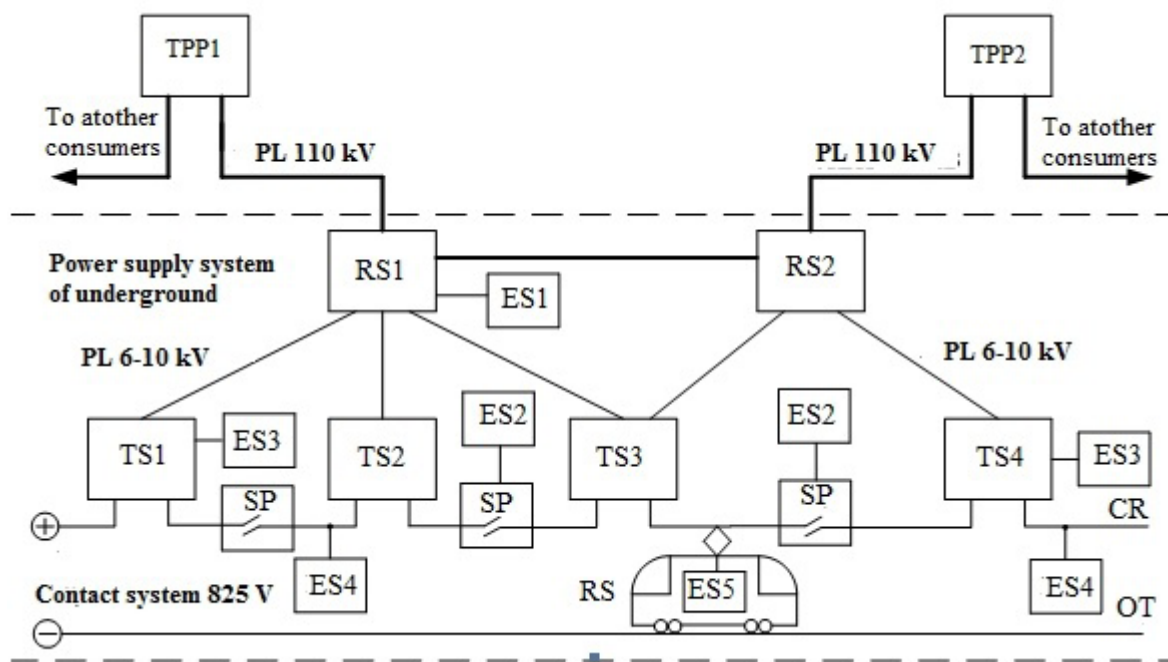 TPP1
TPP2
To atother
consumers
PL 110 kV
PL 110 kV
To atother
consumers
Power supply system
of underground
RS1
RS2
ES1
PL 6-10 kV
PL 6-10 kV
ES2
ES2
TS1
ES3
TS2
TS3
TS4
ES3
SP
SP
SP
CR
+
ES4
RS
ES5
ES4
Contact system 825 V
OT
−